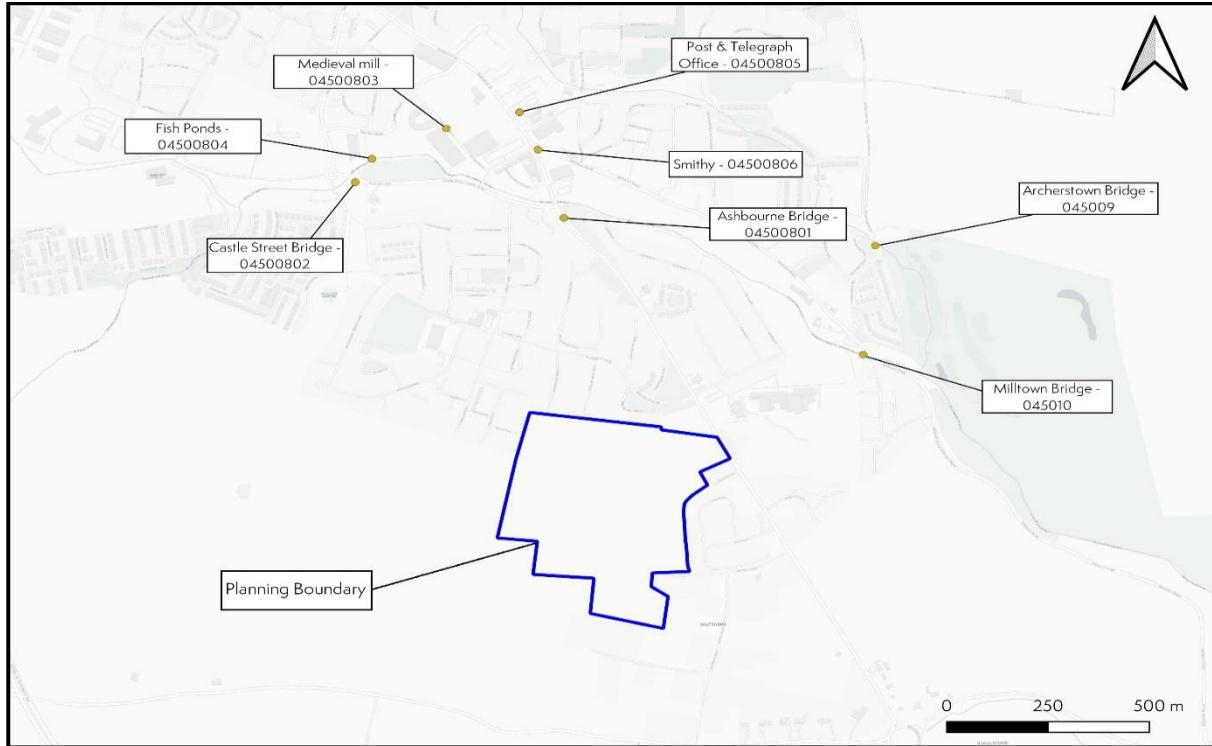 Post & Telegraph
Office - 04500805
Medieval mill -
04500803
Fish Ponds -
04500804
Smithy - 04500806
Archerstown Bridge -
045009
Ashbourne Bridge -
04500801
Castle Street Bridge -
04500802
Milltown Bridge -
045010
Planning Boundary
0 250 500 m